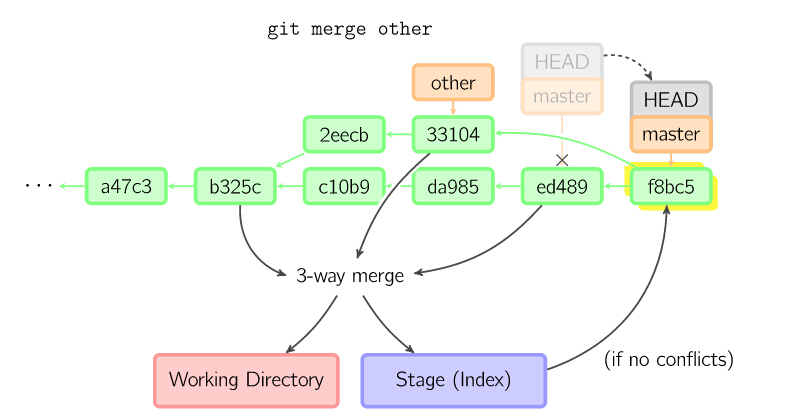 git merge other
HEAD
master
other
HEAD
master
2eecb
33104
· · ·
a47c3
b325c
c10b9
da985
ed489
f8bc5
3-way merge
(if no conflicts)
Working Directory
Stage (Index)